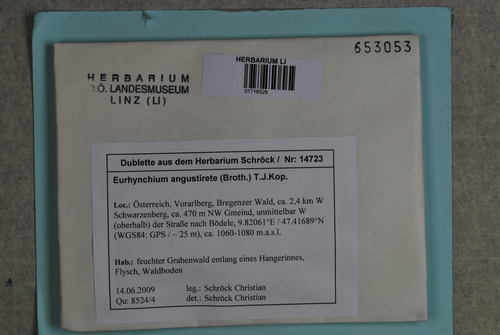 653053
HERBARIUM LI
01716528
HERBARIUM
O.Ö. LANDESMUSEUM
LINZ (LI)
Dublette aus dem Herbarium Schröck / Nr: 14723
Eurhynchium angustirete (Broth.) T.J.Kop.
Loc.: Österreich, Vorarlberg, Bregenzer Wald, ca. 2,4 km W
Schwarzenberg, ca. 470 m NW Gmeind, unmittelbar W
(oberhalb) der Straße nach Bödele, 9.82061°E / 47.41689°N
(WGS84: GPS / ~ 25 m), ca. 1060-1080 m.a.s.l.
Hab.: feuchter Grabenwald entlang eines Hangerinnes,
Flysch, Waldboden
14.06.2009 leg.: Schröck Christian
Qu: 8524/4 det.: Schröck Christian